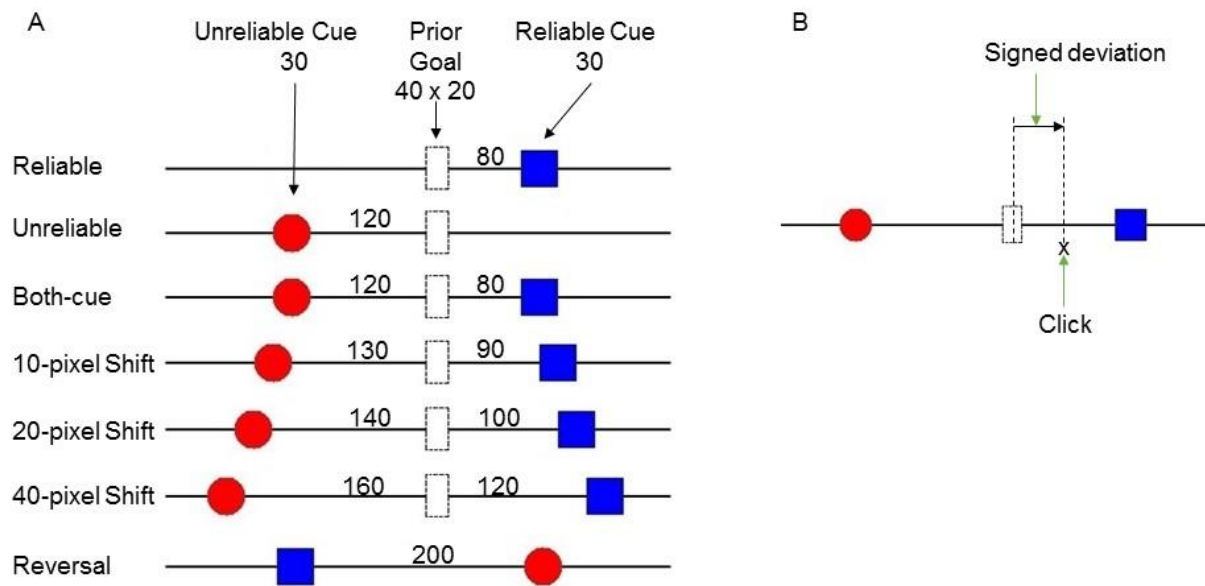 A
Unreliable Cue
30
Prior
Goal
40 x 20
Reliable Cue
30
Reliable
80
Unreliable
120
Both-cue
120 80
10-pixel Shift
130 90
20-pixel Shift
140 100
40-pixel Shift
160 120
Reversal
200
B
Signed deviation
x
Click